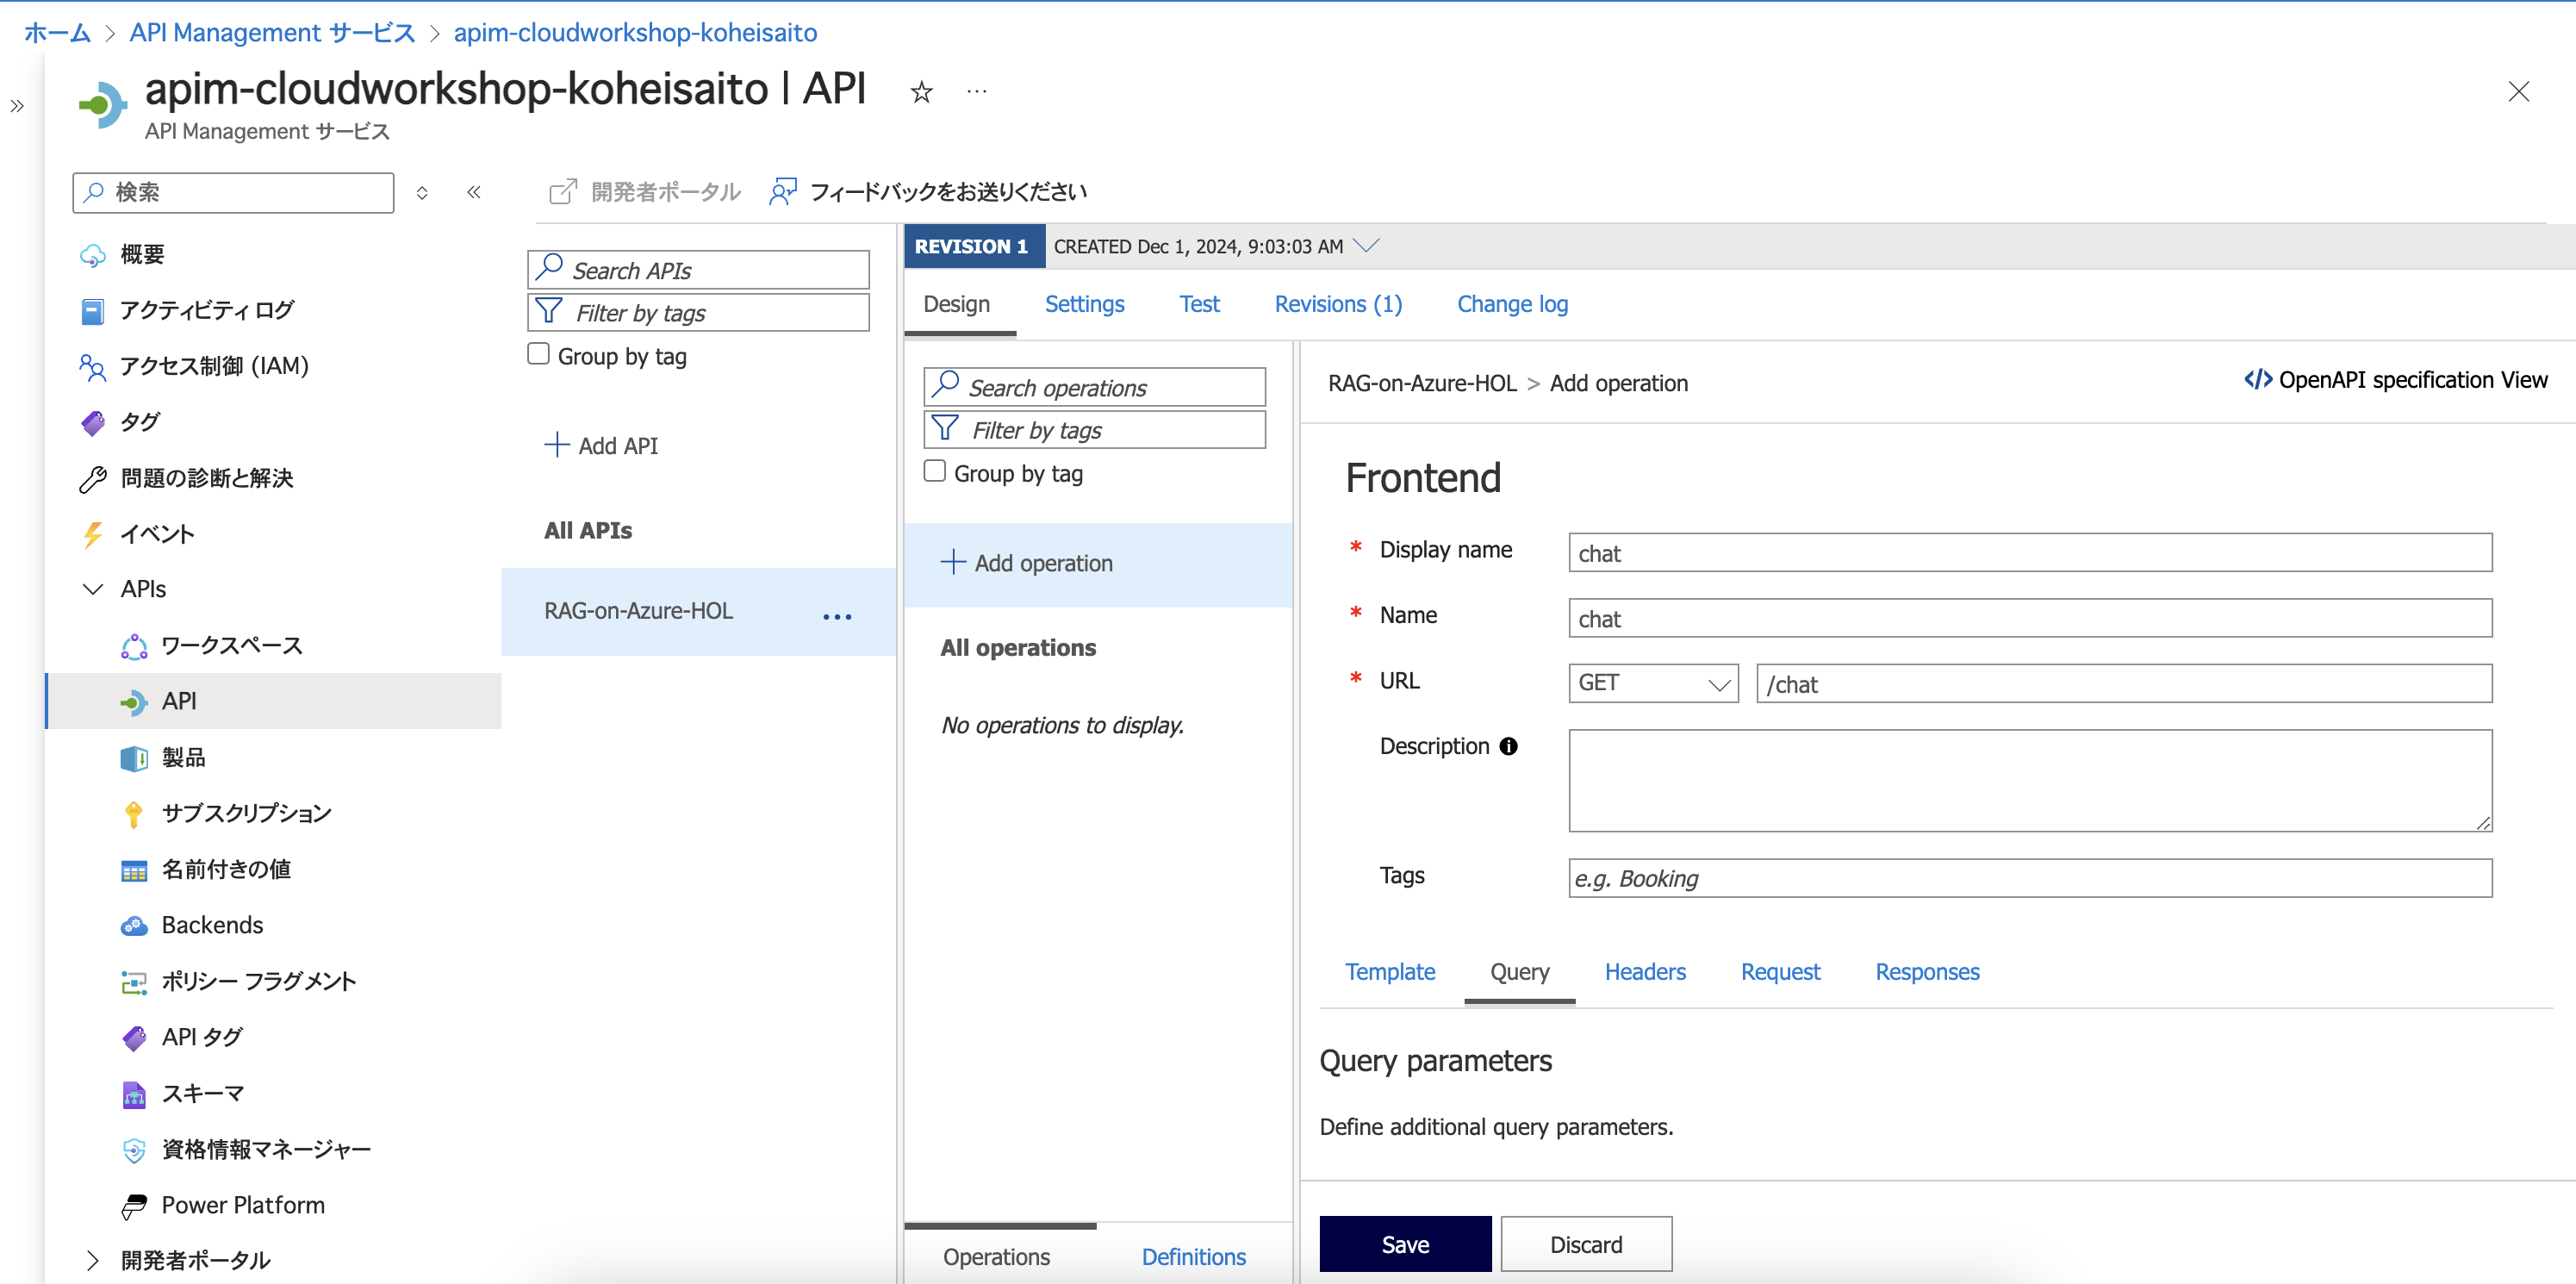 ホーム > API Management サービス > apim-cloudworkshop-koheisaito
apim-cloudworkshop-koheisaito | API
API Management サービス
検索
概要
アクティビティ ログ
アクセス制御 (IAM)
タグ
問題の診断と解決
イベント
APIs
ワークスペース
API
製品
サブスクリプション
名前付きの値
Backends
ポリシー フラグメント
API タグ
スキーマ
資格情報マネージャー
Power Platform
開発者ポータル
開発者ポータル フィードバックをお送りください
Search APIs
Filter by tags
Group by tag
Add API
All APIs
RAG-on-Azure-HOL ...
REVISION 1 CREATED Dec 1, 2024, 9:03:03 AM
Design Settings Test Revisions (1) Change log
Search operations
Filter by tags
Group by tag
Add operation
All operations
No operations to display.
Operations Definitions
RAG-on-Azure-HOL > Add operation
</> OpenAPI specification View
Frontend
* Display name chat
* Name chat
* URL GET /chat
Description
Tags e.g. Booking
Template Query Headers Request Responses
Query parameters
Define additional query parameters.
Save Discard